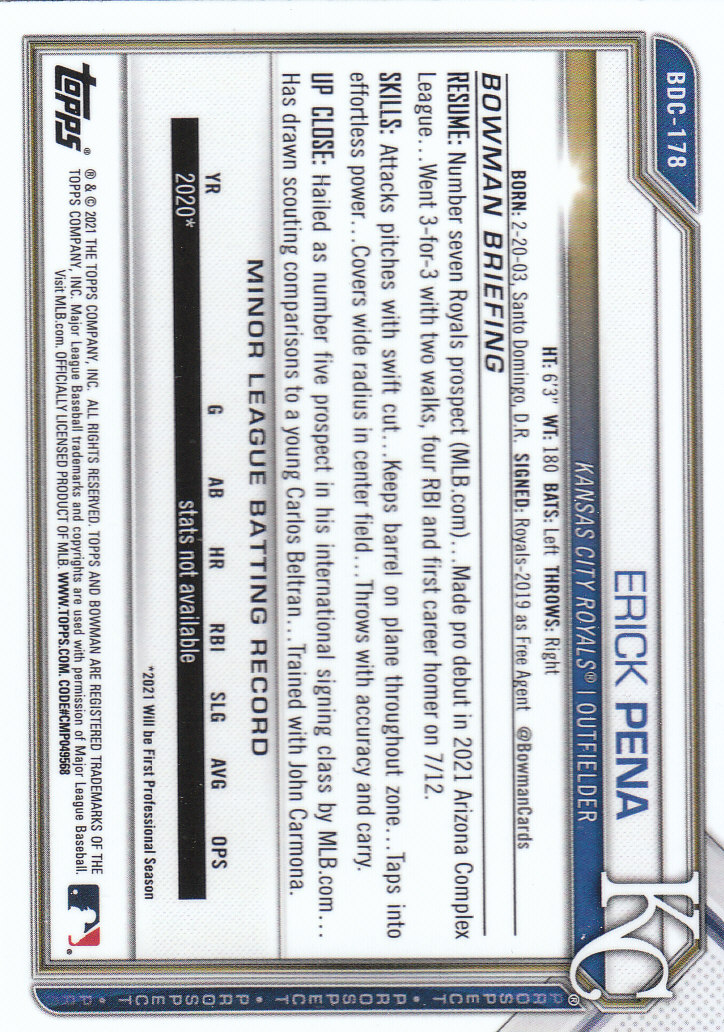 BDC-178
ERICK PENA
KANSAS CITY ROYALS® | OUTFIELDER
KC
HT: 6'3" WT: 180 BATS: Left THROWS: Right
BORN: 2-20-03, Santo Domingo, D.R. SIGNED: Royals-2019 as Free Agent @BowmanCards
BOWMAN BRIEFING
RESUME: Number seven Royals prospect (MLB.com)...Made pro debut in 2021 Arizona Complex
League...Went 3-for-3 with two walks, four RBI and first career homer on 7/12.
SKILLS: Attacks pitches with swift cut...Keeps barrel on plane throughout zone...Taps into
effortless power...Covers wide radius in center field...Throws with accuracy and carry.
UP CLOSE: Hailed as number five prospect in his international signing class by MLB.com...
Has drawn scouting comparisons to a young Carlos Beltran...Trained with John Carmona.
MINOR LEAGUE BATTING RECORD
YR G AB HR RBI SLG AVG OPS
2020* stats not available
*2021 Will be First Professional Season
topps®
® & © 2021 THE TOPPS COMPANY, INC. ALL RIGHTS RESERVED. TOPPS AND BOWMAN ARE REGISTERED TRADEMARKS OF THE
TOPPS COMPANY, INC. Major League Baseball trademarks and copyrights are used with permission of Major League Baseball.
Visit MLB.com. OFFICIALLY LICENSED PRODUCT OF MLB. WWW.TOPPS.COM. CODE#CMP049568
PROSPECT • PROSPECT • PROSPECT • PR